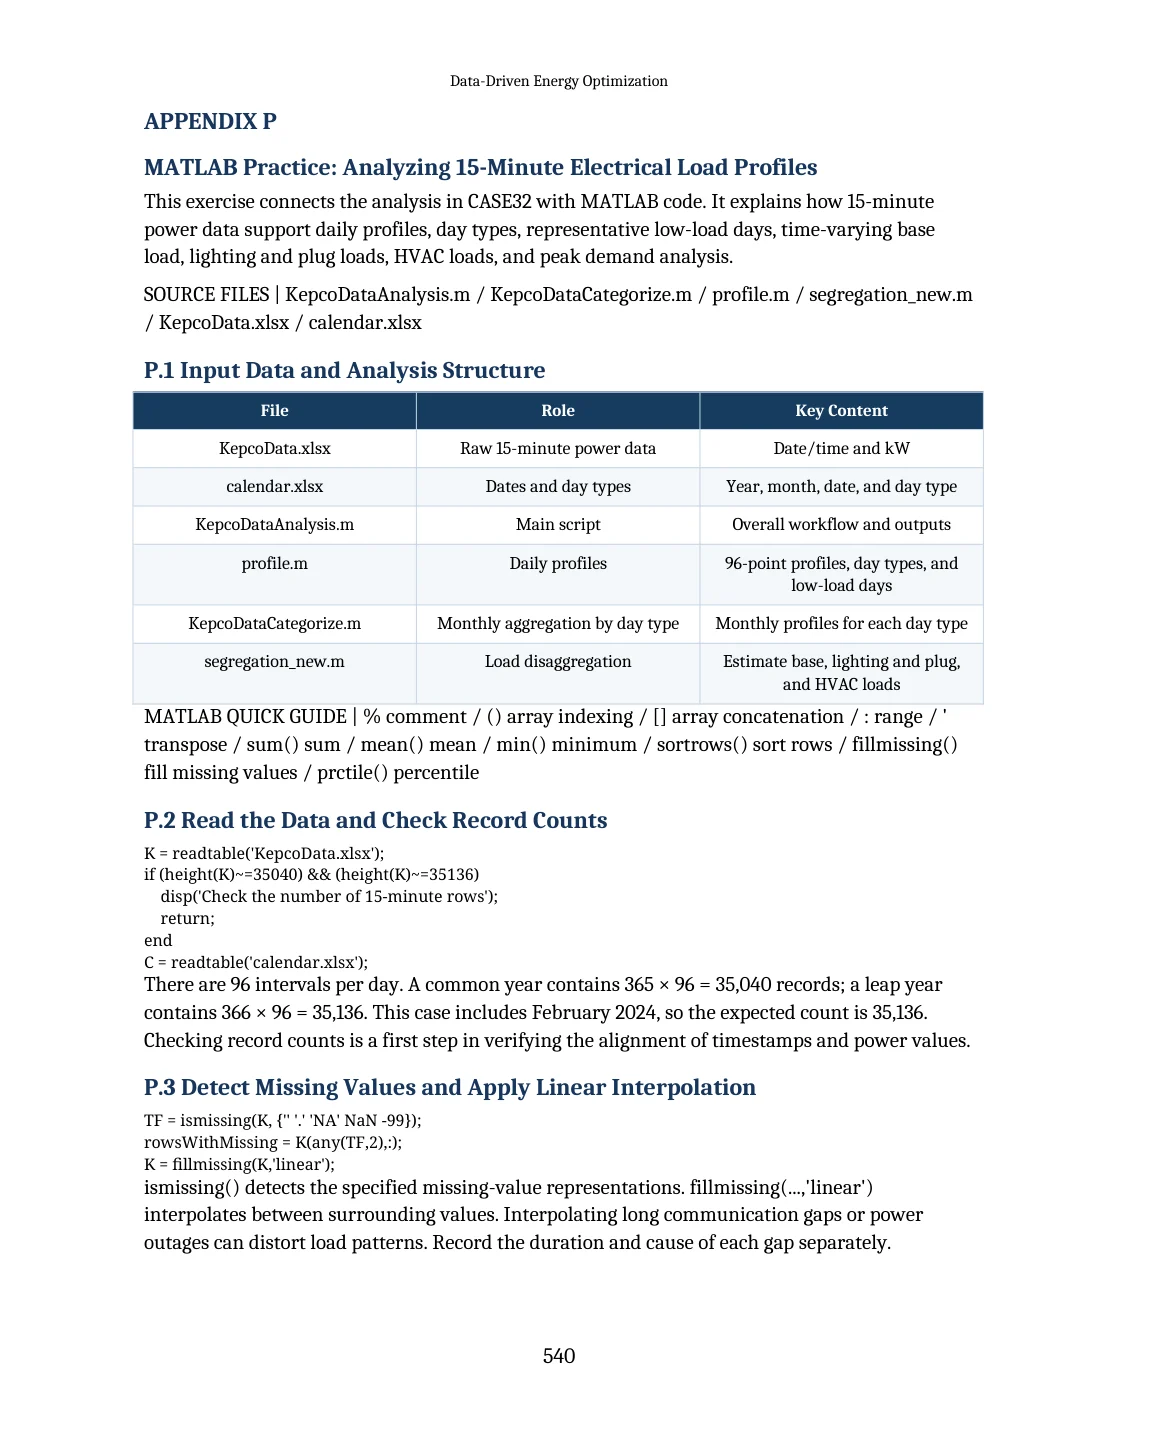 Data-Driven Energy Optimization
APPENDIX P
MATLAB Practice: Analyzing 15-Minute Electrical Load Profiles
This exercise connects the analysis in CASE32 with MATLAB code. It explains how 15-minute
power data support daily profiles, day types, representative low-load days, time-varying base
load, lighting and plug loads, HVAC loads, and peak demand analysis.
SOURCE FILES | KepcoDataAnalysis.m / KepcoDataCategorize.m / profile.m / segregation_new.m
/ KepcoData.xlsx / calendar.xlsx
P.1 Input Data and Analysis Structure
File Role Key Content
KepcoData.xlsx Raw 15-minute power data Date/time and kW
calendar.xlsx Dates and day types Year, month, date, and day type
KepcoDataAnalysis.m Main script Overall workflow and outputs
profile.m Daily profiles 96-point profiles, day types, and
low-load days
KepcoDataCategorize.m Monthly aggregation by day type Monthly profiles for each day type
segregation_new.m Load disaggregation Estimate base, lighting and plug,
and HVAC loads
MATLAB QUICK GUIDE | % comment / () array indexing / [] array concatenation / : range / '
transpose / sum() sum / mean() mean / min() minimum / sortrows() sort rows / fillmissing()
fill missing values / prctile() percentile
P.2 Read the Data and Check Record Counts
K = readtable('KepcoData.xlsx');
if (height(K)~=35040) && (height(K)~=35136)
    disp('Check the number of 15-minute rows');
    return;
end
C = readtable('calendar.xlsx');
There are 96 intervals per day. A common year contains 365 × 96 = 35,040 records; a leap year
contains 366 × 96 = 35,136. This case includes February 2024, so the expected count is 35,136.
Checking record counts is a first step in verifying the alignment of timestamps and power values.
P.3 Detect Missing Values and Apply Linear Interpolation
TF = ismissing(K, {'' '.' 'NA' NaN -99});
rowsWithMissing = K(any(TF,2),:);
K = fillmissing(K,'linear');
ismissing() detects the specified missing-value representations. fillmissing(...,'linear')
interpolates between surrounding values. Interpolating long communication gaps or power
outages can distort load patterns. Record the duration and cause of each gap separately.
540